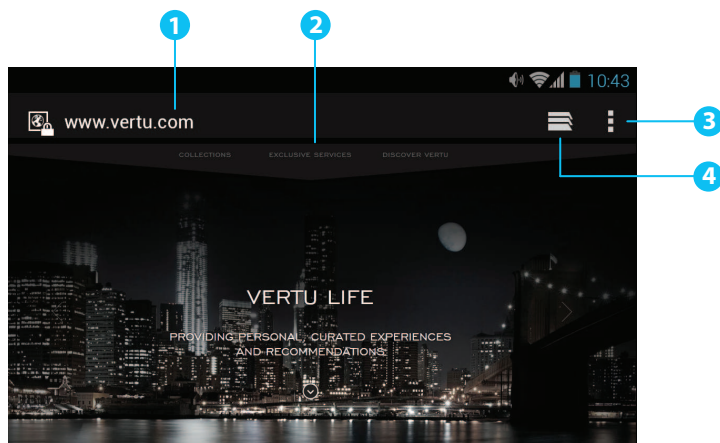 1
2
10:43
www.vertu.com
3
COLLECTIONS EXCLUSIVE SERVICES DISCOVER VERTU
4
VERTU LIFE
PROVIDING PERSONAL, CURATED EXPERIENCES
AND RECOMMENDATIONS